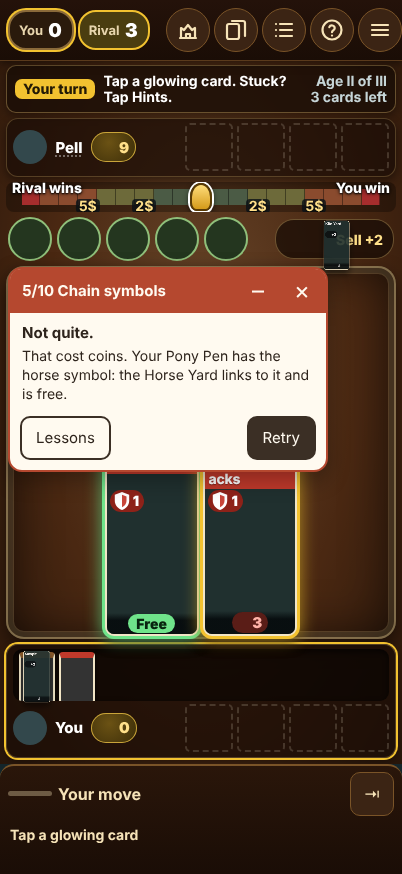 You 0
Rival 3
Your turn
Tap a glowing card. Stuck?
Tap Hints.
Age II of III
3 cards left
Pell
9
Rival wins
You win
5$
2$
2$
5$
Sell +2
5/10 Chain symbols
Not quite.
That cost coins. Your Pony Pen has the
horse symbol: the Horse Yard links to it and
is free.
Lessons
Retry
acks
1
1
Free
3
You
0
Your move
Tap a glowing card